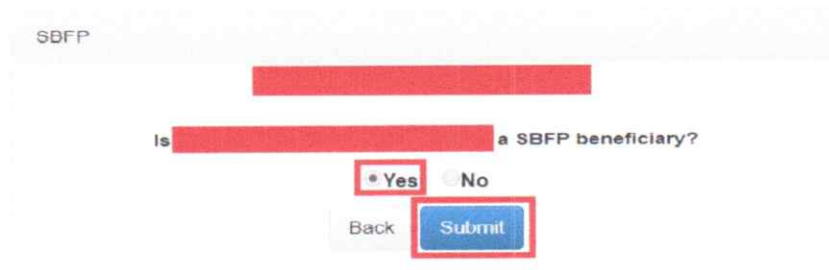 SBFP
Is a SBFP beneficiary?
Yes No
Back Submit